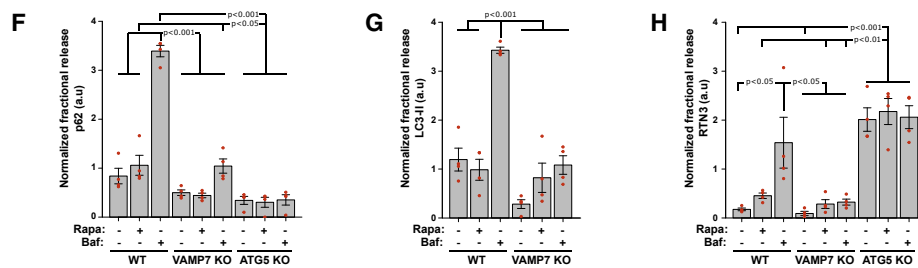 F
Normalized fractional release
p62 (a.u)
4
3
2
1
0
p<0.001
p<0.05
p<0.001
Rapa: - + - - + - - + -
Baf: - - + - - + - - +
WT VAMP7 KO ATG5 KO
G
Normalized fractional release
LC3-II (a.u)
4
3
2
1
0
p<0.001
Rapa: - + - - + -
Baf: - - + - - +
WT VAMP7 KO
H
Normalized fractional release
RTN3 (a.u)
4
3
2
1
0
p<0.001
p<0.01
p<0.05
p<0.05
Rapa: - + - - + - - + -
Baf: - - + - - + - - +
WT VAMP7 KO ATG5 KO